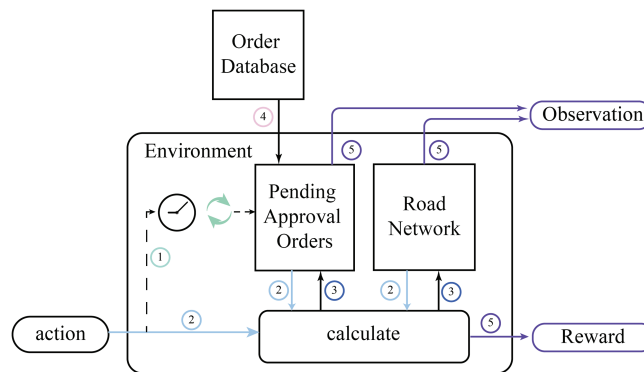 Order
Database
4
5
5
Observation
Environment
Pending
Approval
Orders
Road
Network
1
2
3
2
3
action
2
calculate
5
Reward